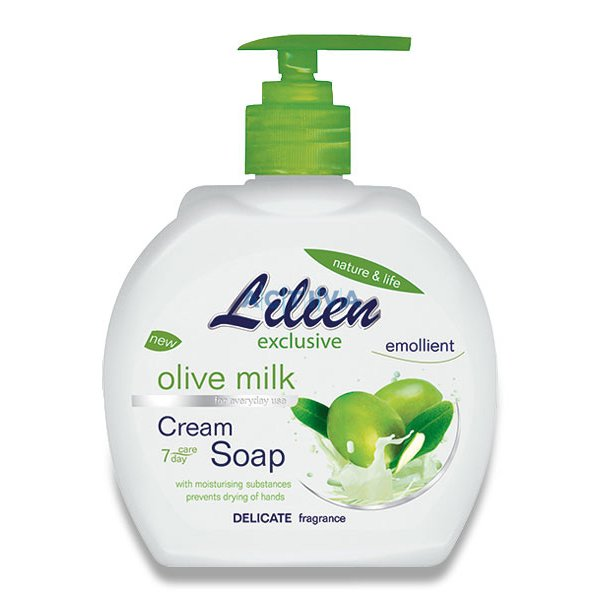 nature & life
ACTIVA
Lilien
exclusive
emollient
new
olive milk
for everyday use
Cream
Soap
7 day care
with moisturising substances
prevents drying of hands
DELICATE fragrance